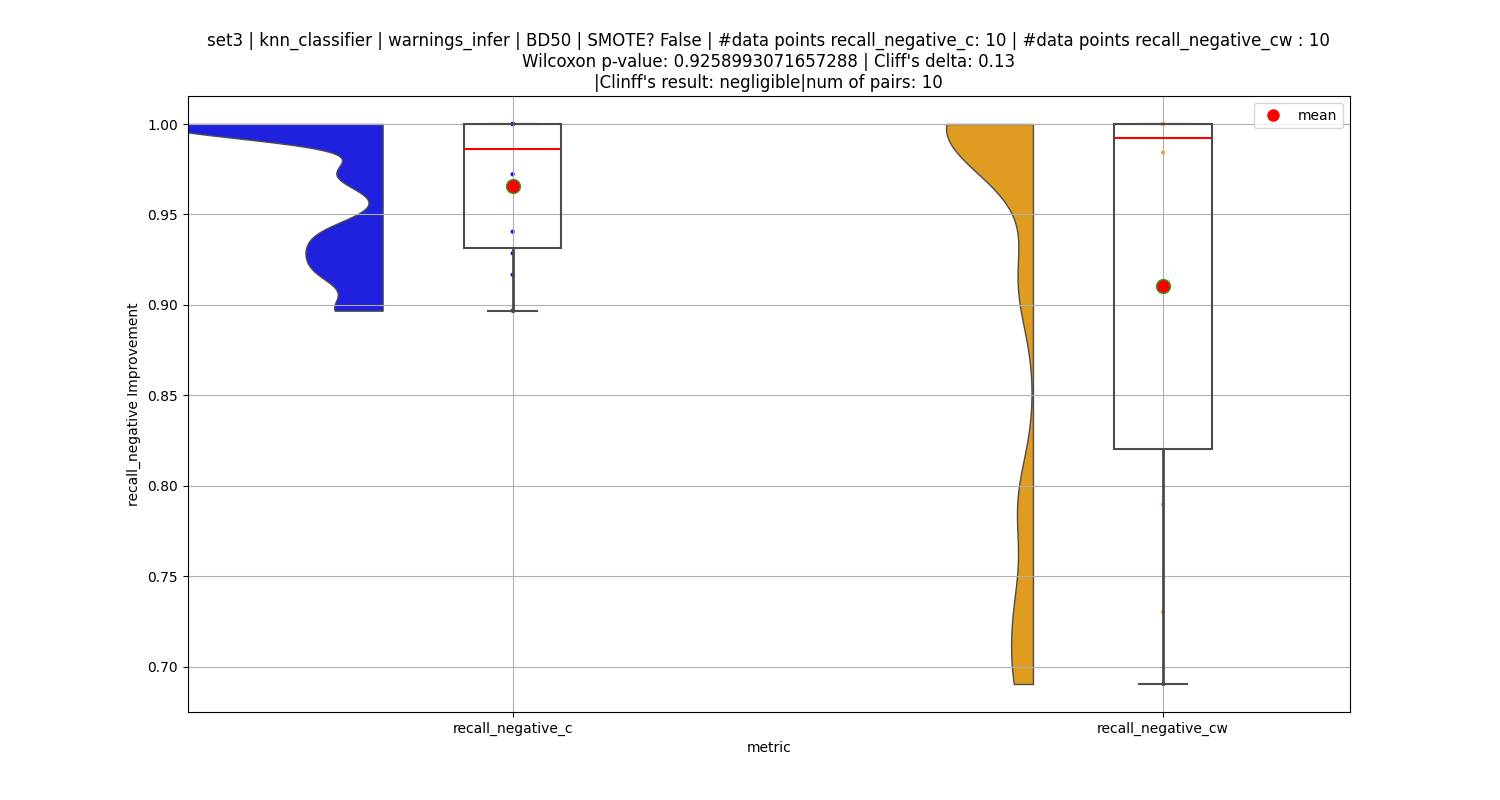 set3 | knn_classifier | warnings_infer | BD50 | SMOTE? False | #data points recall_negative_c: 10 | #data points recall_negative_cw : 10
Wilcoxon p-value: 0.9258993071657288 | Cliff's delta: 0.13
|Clinff's result: negligible|num of pairs: 10
mean
1.00
0.95
0.90
0.85
0.80
0.75
0.70
recall_negative Improvement
recall_negative_c
recall_negative_cw
metric